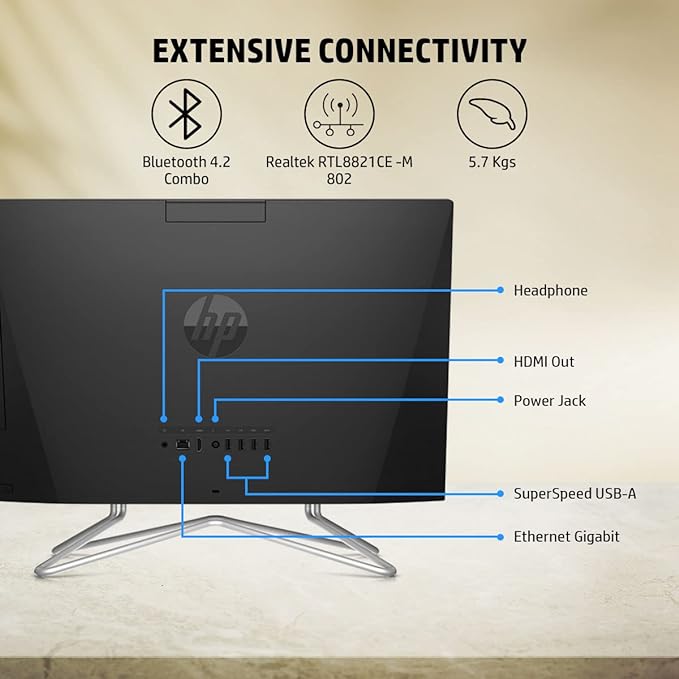 EXTENSIVE CONNECTIVITY
Bluetooth 4.2
Combo
Realtek RTL8821CE -M
802
5.7 Kgs
hp
Headphone
HDMI Out
Power Jack
SuperSpeed USB-A
Ethernet Gigabit